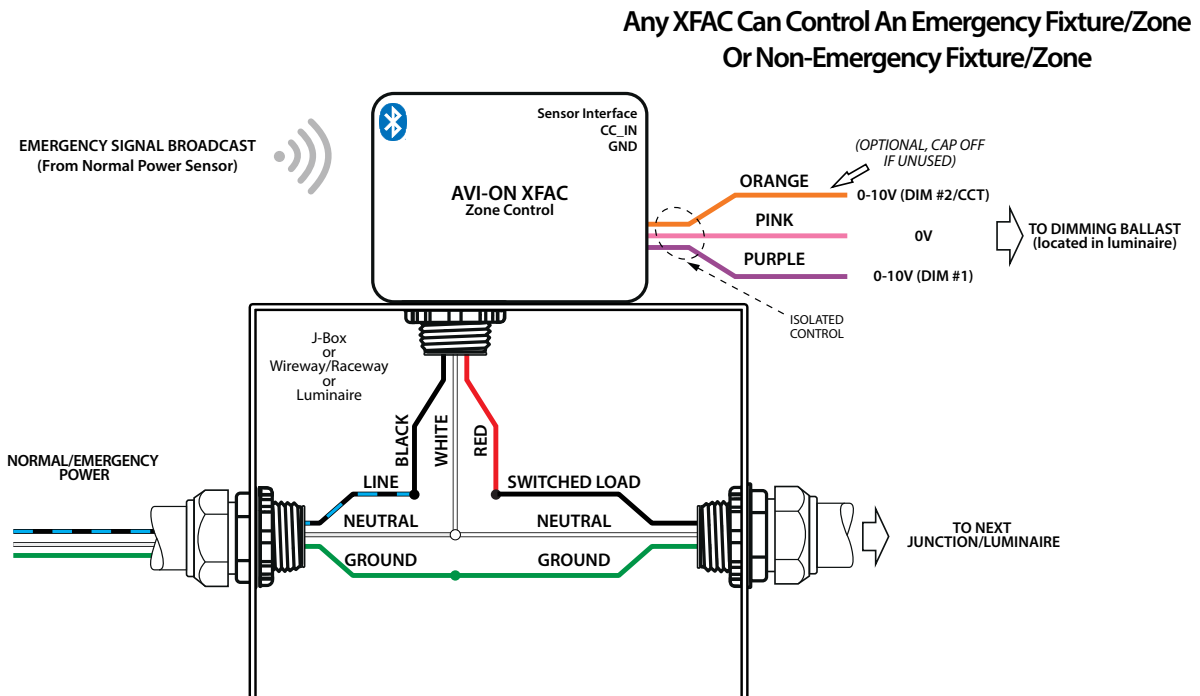 Any XFAC Can Control An Emergency Fixture/Zone
Or Non-Emergency Fixture/Zone
EMERGENCY SIGNAL BROADCAST
(From Normal Power Sensor)
Sensor Interface
CC_IN
GND
AVI-ON XFAC
Zone Control
(OPTIONAL, CAP OFF
IF UNUSED)
ORANGE
0-10V (DIM #2/CCT)
PINK
0V
TO DIMMING BALLAST
(located in luminaire)
PURPLE
0-10V (DIM #1)
ISOLATED
CONTROL
J-Box
or
Wireway/Raceway
or
Luminaire
BLACK
WHITE
RED
NORMAL/EMERGENCY
POWER
LINE
SWITCHED LOAD
NEUTRAL
NEUTRAL
GROUND
GROUND
TO NEXT
JUNCTION/LUMINAIRE